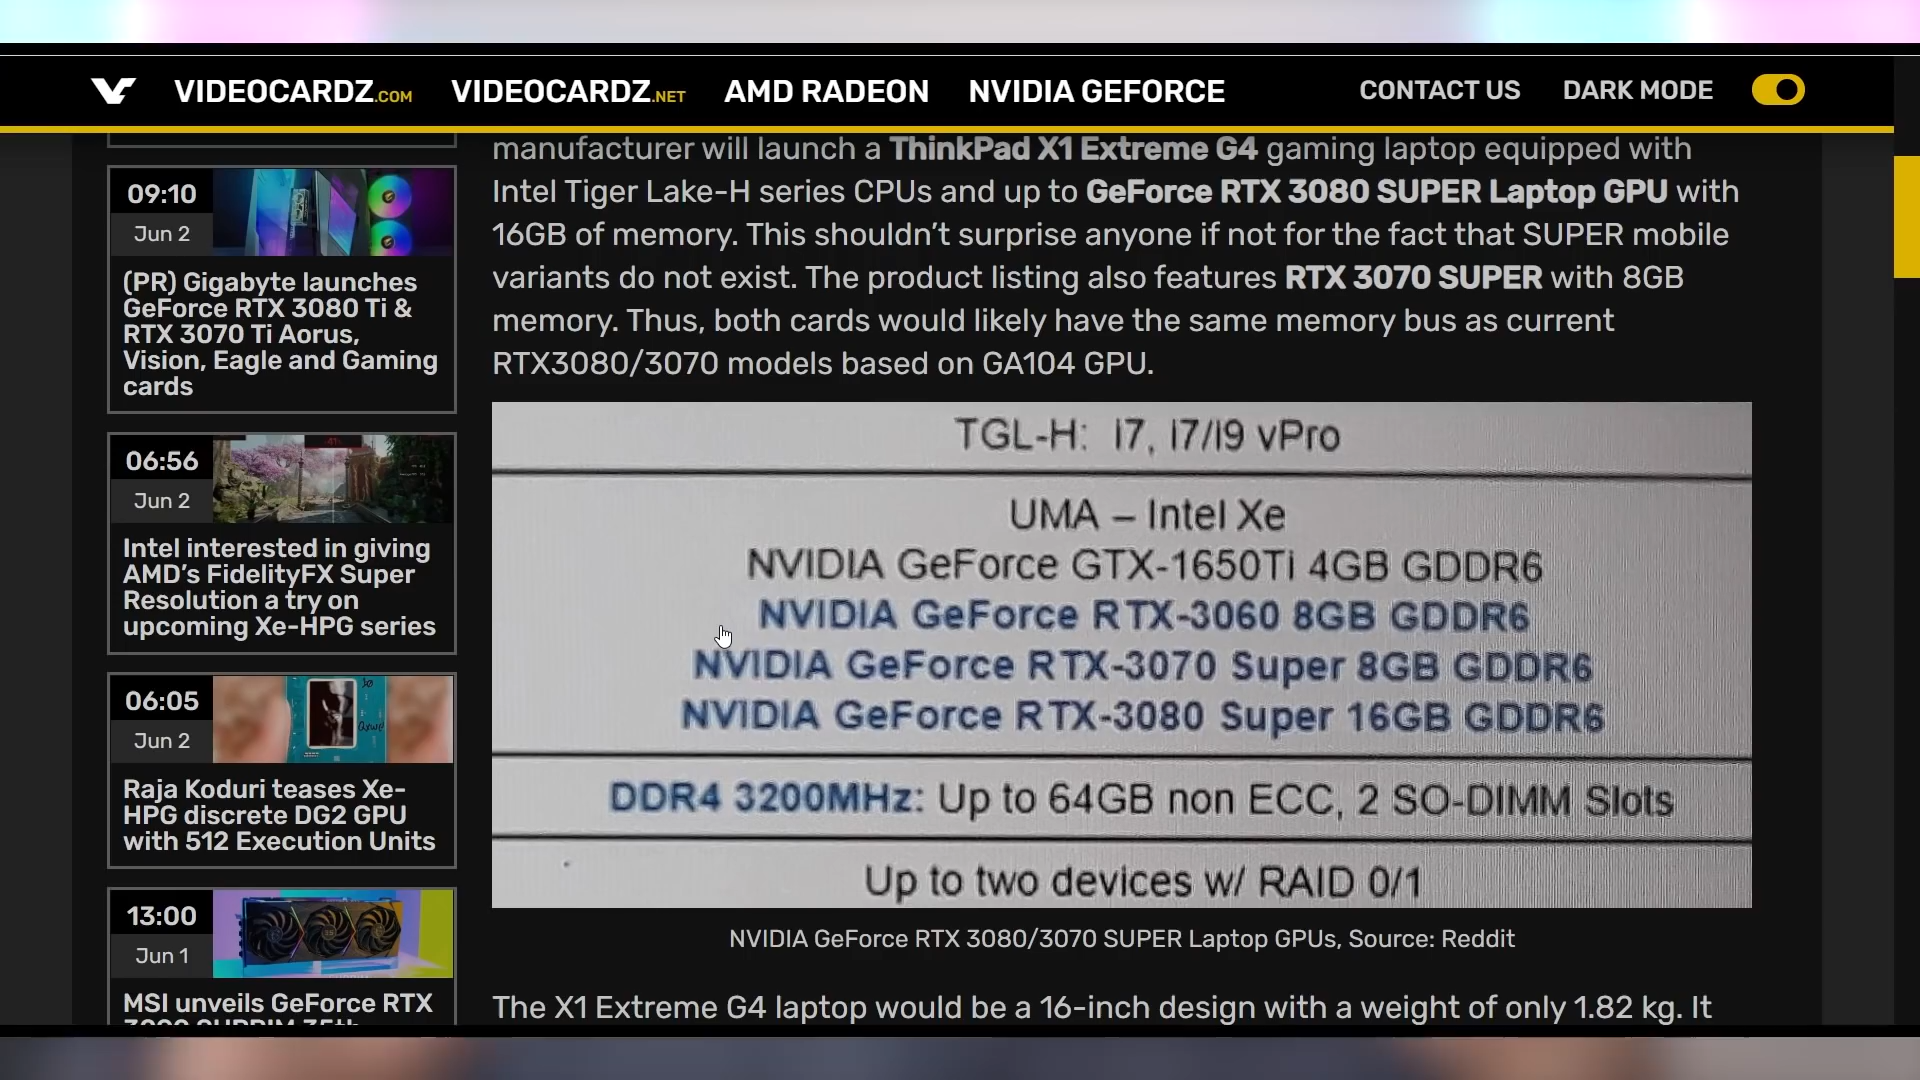 VIDEOCARDZ.COM VIDEOCARDZ.NET AMD RADEON NVIDIA GEFORCE CONTACT US DARK MODE
09:10
Jun 2
(PR) Gigabyte launches
GeForce RTX 3080 Ti &
RTX 3070 Ti Aorus,
Vision, Eagle and Gaming
cards
06:56
Jun 2
Intel interested in giving
AMD's FidelityFX Super
Resolution a try on
upcoming Xe-HPG series
06:05
Jun 2
Raja Koduri teases Xe-
HPG discrete DG2 GPU
with 512 Execution Units
13:00
Jun 1
MSI unveils GeForce RTX
manufacturer will launch a ThinkPad X1 Extreme G4 gaming laptop equipped with
Intel Tiger Lake-H series CPUs and up to GeForce RTX 3080 SUPER Laptop GPU with
16GB of memory. This shouldn't surprise anyone if not for the fact that SUPER mobile
variants do not exist. The product listing also features RTX 3070 SUPER with 8GB
memory. Thus, both cards would likely have the same memory bus as current
RTX3080/3070 models based on GA104 GPU.
TGL-H: i7, i7/i9 vPro
UMA – Intel Xe
NVIDIA GeForce GTX-1650Ti 4GB GDDR6
NVIDIA GeForce RTX-3060 8GB GDDR6
NVIDIA GeForce RTX-3070 Super 8GB GDDR6
NVIDIA GeForce RTX-3080 Super 16GB GDDR6
DDR4 3200MHz: Up to 64GB non ECC, 2 SO-DIMM Slots
Up to two devices w/ RAID 0/1
NVIDIA GeForce RTX 3080/3070 SUPER Laptop GPUs, Source: Reddit
The X1 Extreme G4 laptop would be a 16-inch design with a weight of only 1.82 kg. It